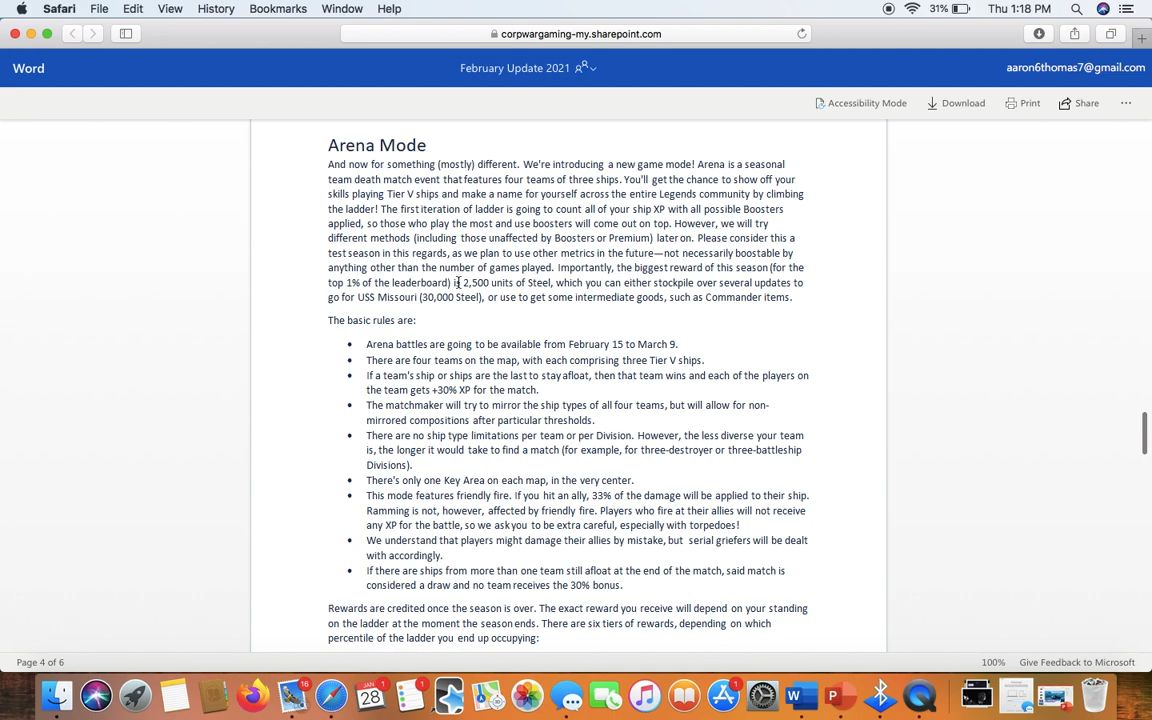 Safari File Edit View History Bookmarks Window Help 31% Thu 1:18 PM
corpwargaming-my.sharepoint.com
Word February Update 2021 aaron6thomas7@gmail.com
Accessibility Mode Download Print Share ...
Arena Mode
And now for something (mostly) different. We're introducing a new game mode! Arena is a seasonal
team death match event that features four teams of three ships. You'll get the chance to show off your
skills playing Tier V ships and make a name for yourself across the entire Legends community by climbing
the ladder! The first iteration of ladder is going to count all of your ship XP with all possible Boosters
applied, so those who play the most and use boosters will come out on top. However, we will try
different methods (including those unaffected by Boosters or Premium) later on. Please consider this a
test season in this regards, as we plan to use other metrics in the future—not necessarily boostable by
anything other than the number of games played. Importantly, the biggest reward of this season (for the
top 1% of the leaderboard) is 2,500 units of Steel, which you can either stockpile over several updates to
go for USS Missouri (30,000 Steel), or use to get some intermediate goods, such as Commander items.
The basic rules are:
• Arena battles are going to be available from February 15 to March 9.
• There are four teams on the map, with each comprising three Tier V ships.
• If a team's ship or ships are the last to stay afloat, then that team wins and each of the players on
the team gets +30% XP for the match.
• The matchmaker will try to mirror the ship types of all four teams, but will allow for non-
mirrored compositions after particular thresholds.
• There are no ship type limitations per team or per Division. However, the less diverse your team
is, the longer it would take to find a match (for example, for three-destroyer or three-battleship
Divisions).
• There's only one Key Area on each map, in the very center.
• This mode features friendly fire. If you hit an ally, 33% of the damage will be applied to their ship.
Ramming is not, however, affected by friendly fire. Players who fire at their allies will not receive
any XP for the battle, so we ask you to be extra careful, especially with torpedoes!
• We understand that players might damage their allies by mistake, but serial griefers will be dealt
with accordingly.
• If there are ships from more than one team still afloat at the end of the match, said match is
considered a draw and no team receives the 30% bonus.
Rewards are credited once the season is over. The exact reward you receive will depend on your standing
on the ladder at the moment the season ends. There are six tiers of rewards, depending on which
percentile of the ladder you end up occupying:
Page 4 of 6 100% Give Feedback to Microsoft
16 JAN 28 1 1 1 W P